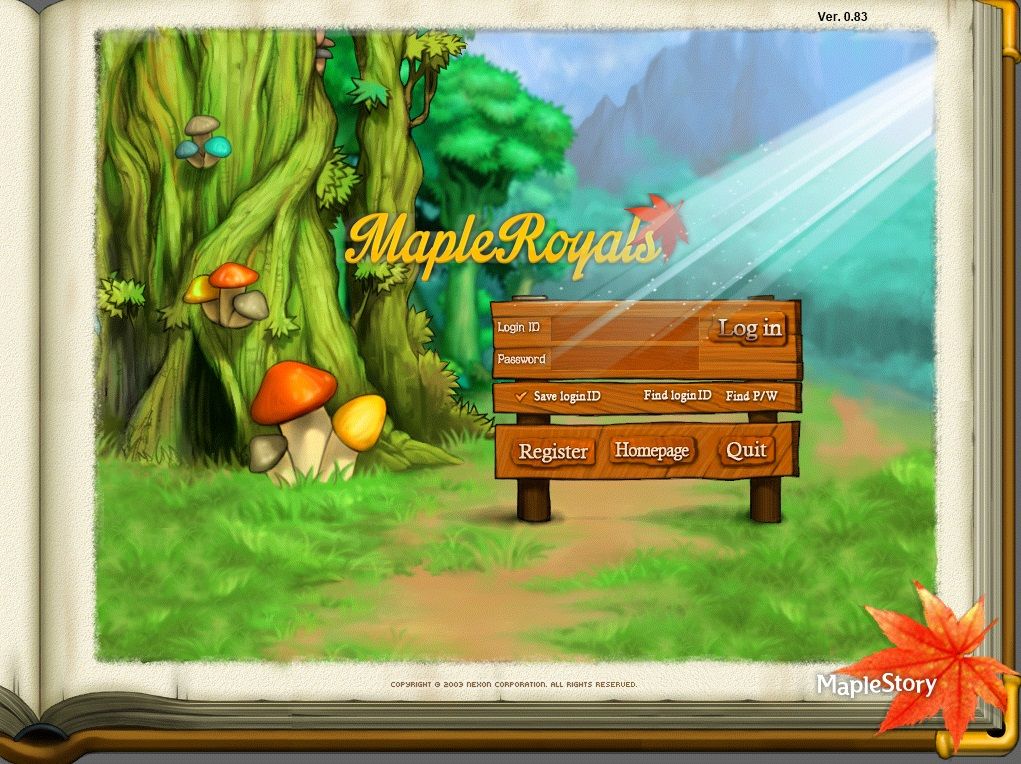 Ver. 0.83
MapleRoyals
Login ID
Log in
Password
Save login ID Find login ID Find P/W
Register Homepage Quit
COPYRIGHT @ 2003 NEXON CORPORATION. ALL RIGHTS RESERVED.
MapleStory